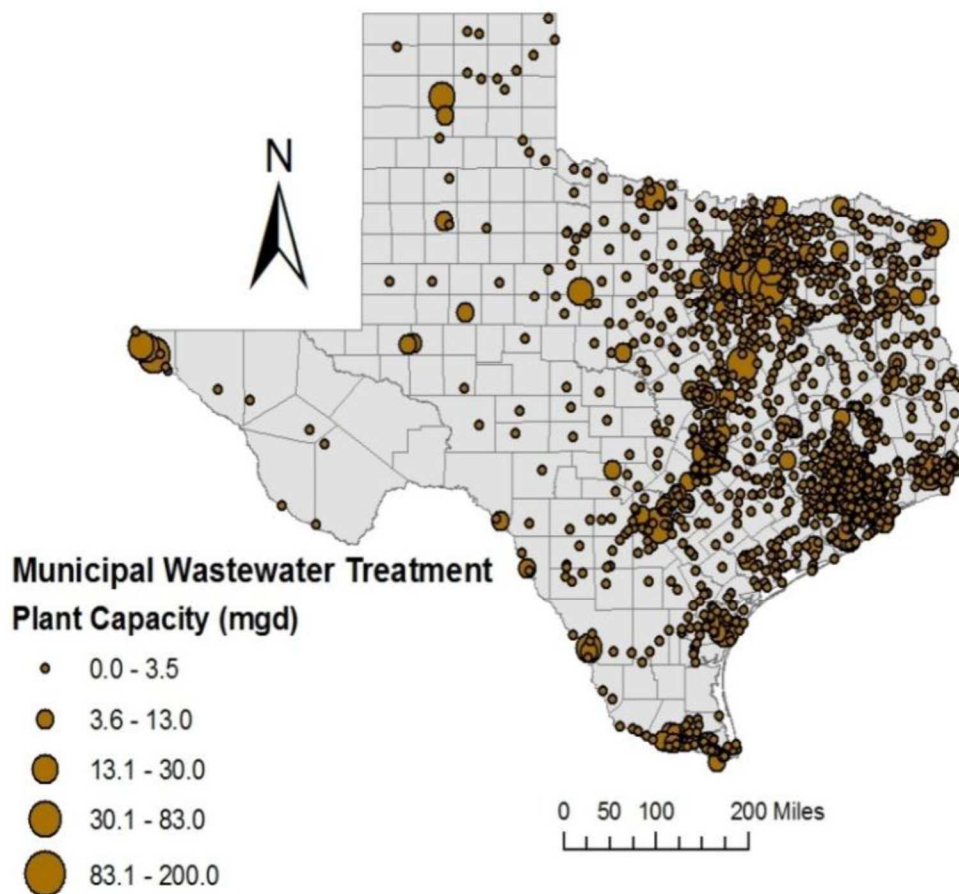 N
Municipal Wastewater Treatment
Plant Capacity (mgd)
0.0 - 3.5
3.6 - 13.0
13.1 - 30.0
30.1 - 83.0
83.1 - 200.0
0 50 100 200 Miles